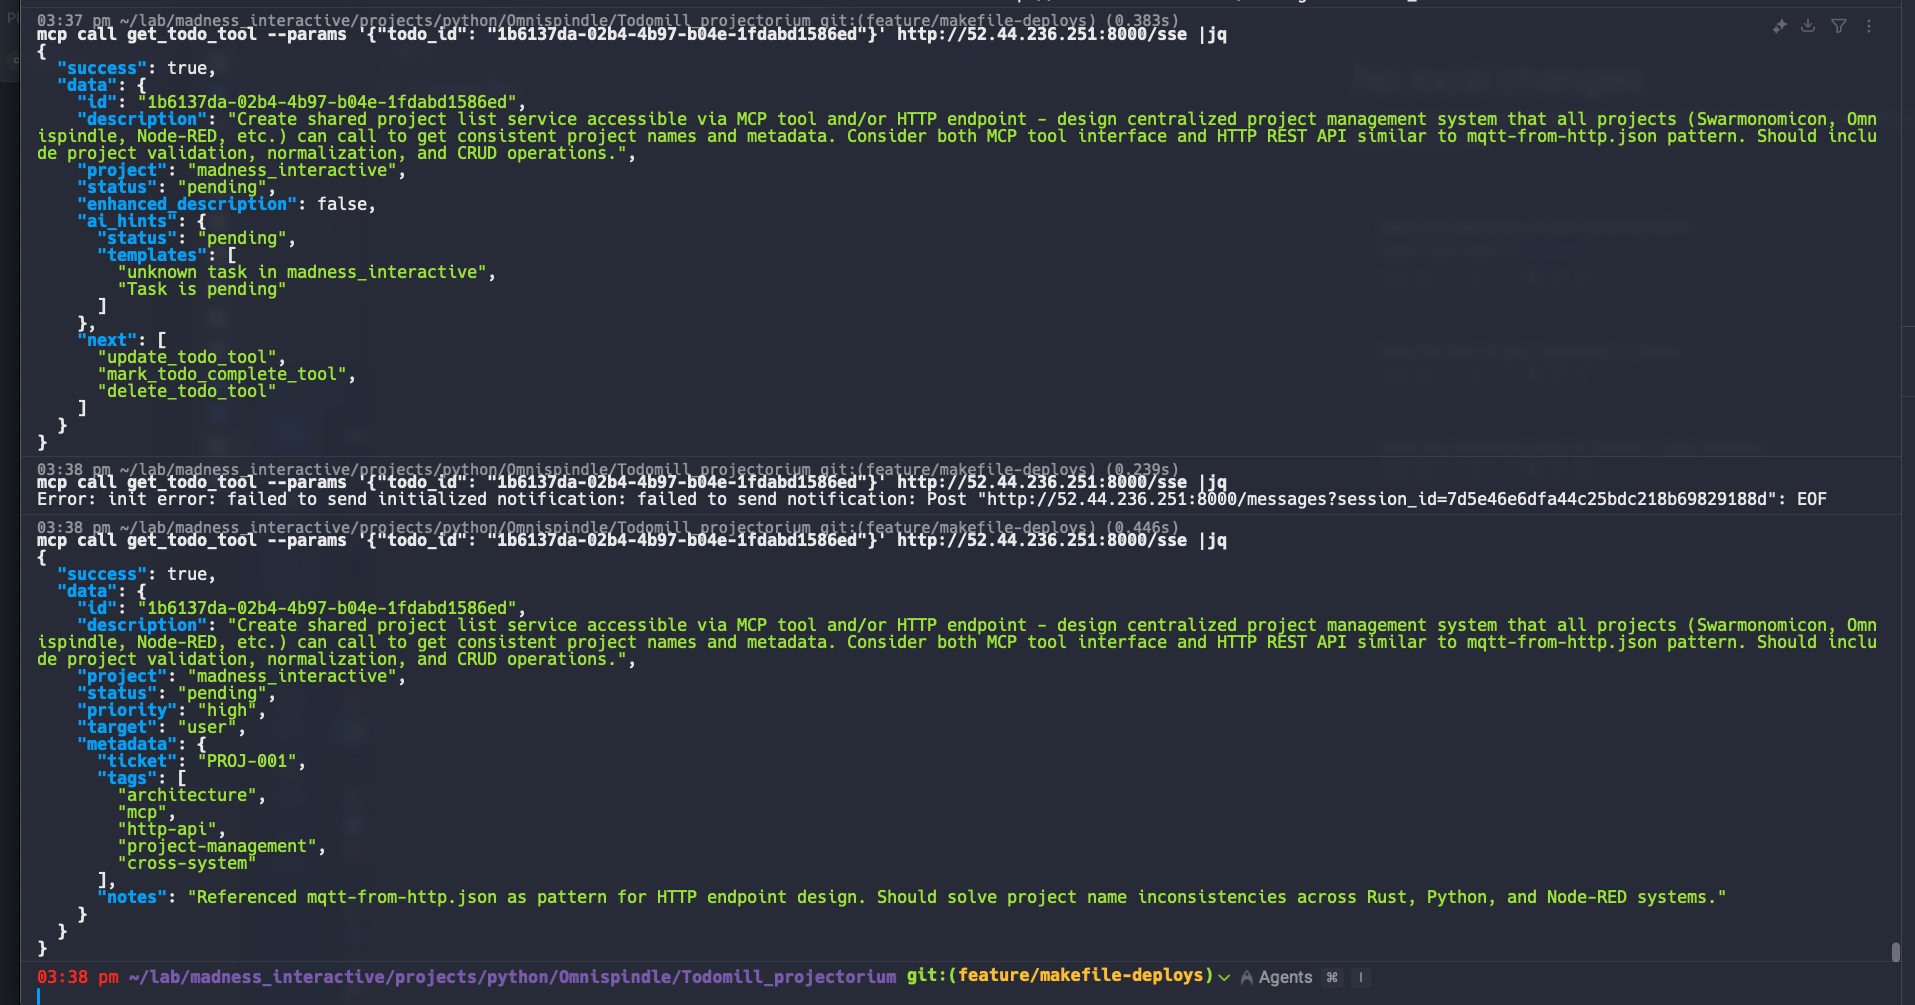 03:37 pm ~/lab/madness_interactive/projects/python/Omnispindle/Todomill_projectorium git:(feature/makefile-deploys) (0.383s)
mcp call get_todo_tool --params '{"todo_id": "1b6137da-02b4-4b97-b04e-1fdabd1586ed"}' http://52.44.236.251:8000/sse |jq
{
  "success": true,
  "data": {
    "id": "1b6137da-02b4-4b97-b04e-1fdabd1586ed",
    "description": "Create shared project list service accessible via MCP tool and/or HTTP endpoint - design centralized project management system that all projects (Swarmonomicon, Omn
ispindle, Node-RED, etc.) can call to get consistent project names and metadata. Consider both MCP tool interface and HTTP REST API similar to mqtt-from-http.json pattern. Should inclu
de project validation, normalization, and CRUD operations.",
    "project": "madness_interactive",
    "status": "pending",
    "enhanced_description": false,
    "ai_hints": {
      "status": "pending",
      "templates": [
        "unknown task in madness_interactive",
        "Task is pending"
      ]
    },
    "next": [
      "update_todo_tool",
      "mark_todo_complete_tool",
      "delete_todo_tool"
    ]
  }
}
No local changes
03:38 pm ~/lab/madness_interactive/projects/python/Omnispindle/Todomill_projectorium git:(feature/makefile-deploys) (0.239s)
mcp call get_todo_tool --params '{"todo_id": "1b6137da-02b4-4b97-b04e-1fdabd1586ed"}' http://52.44.236.251:8000/sse |jq
Error: init error: failed to send initialized notification: failed to send notification: Post "http://52.44.236.251:8000/messages?session_id=7d5e46e6dfa44c25bdc218b69829188d": EOF
03:38 pm ~/lab/madness_interactive/projects/python/Omnispindle/Todomill_projectorium git:(feature/makefile-deploys) (0.446s)
mcp call get_todo_tool --params '{"todo_id": "1b6137da-02b4-4b97-b04e-1fdabd1586ed"}' http://52.44.236.251:8000/sse |jq
{
  "success": true,
  "data": {
    "id": "1b6137da-02b4-4b97-b04e-1fdabd1586ed",
    "description": "Create shared project list service accessible via MCP tool and/or HTTP endpoint - design centralized project management system that all projects (Swarmonomicon, Omn
ispindle, Node-RED, etc.) can call to get consistent project names and metadata. Consider both MCP tool interface and HTTP REST API similar to mqtt-from-http.json pattern. Should inclu
de project validation, normalization, and CRUD operations.",
    "project": "madness_interactive",
    "status": "pending",
    "priority": "high",
    "target": "user",
    "metadata": {
      "ticket": "PROJ-001",
      "tags": [
        "architecture",
        "mcp",
        "http-api",
        "project-management",
        "cross-system"
      ],
      "notes": "Referenced mqtt-from-http.json as pattern for HTTP endpoint design. Should solve project name inconsistencies across Rust, Python, and Node-RED systems."
    }
  }
}
03:38 pm ~/lab/madness_interactive/projects/python/Omnispindle/Todomill_projectorium git:(feature/makefile-deploys) Agents ⌘ I